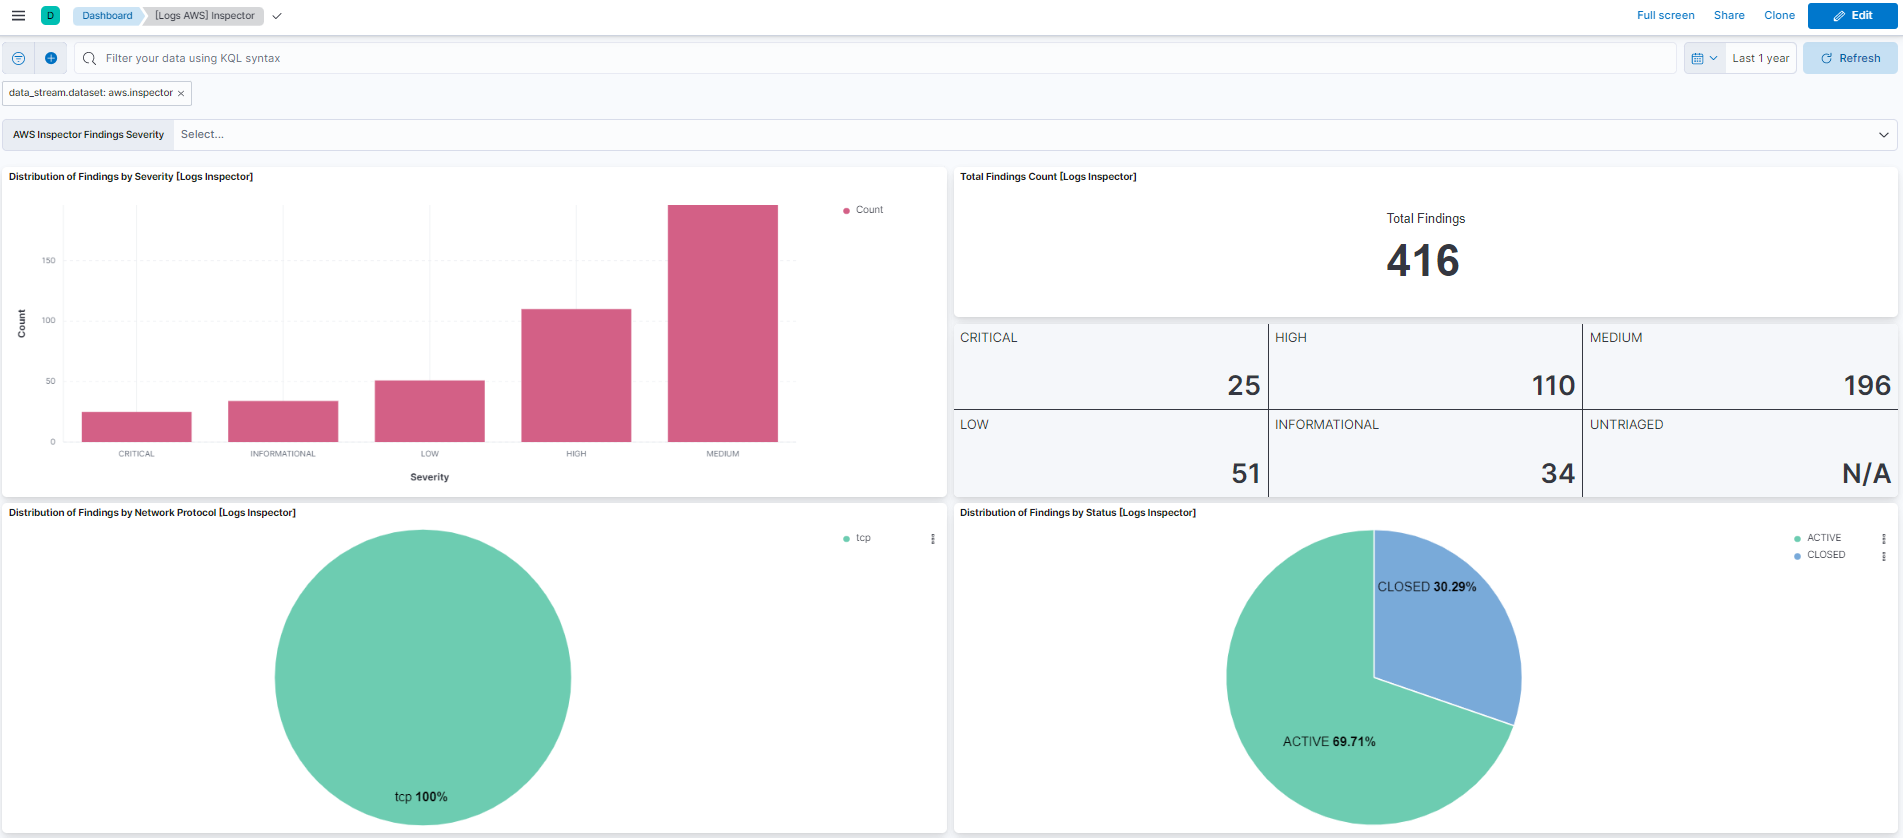 D
Dashboard
[Logs AWS] Inspector
Full screen
Share
Clone
Edit
Filter your data using KQL syntax
Last 1 year
Refresh
data_stream.dataset: aws.inspector ×
AWS Inspector Findings Severity
Select...
Distribution of Findings by Severity [Logs Inspector]
Count
150
100
50
0
Count
CRITICAL
INFORMATIONAL
LOW
HIGH
MEDIUM
Severity
Total Findings Count [Logs Inspector]
Total Findings
416
CRITICAL
25
HIGH
110
MEDIUM
196
LOW
51
INFORMATIONAL
34
UNTRIAGED
N/A
Distribution of Findings by Network Protocol [Logs Inspector]
tcp
tcp 100%
Distribution of Findings by Status [Logs Inspector]
ACTIVE
CLOSED
CLOSED 30.29%
ACTIVE 69.71%